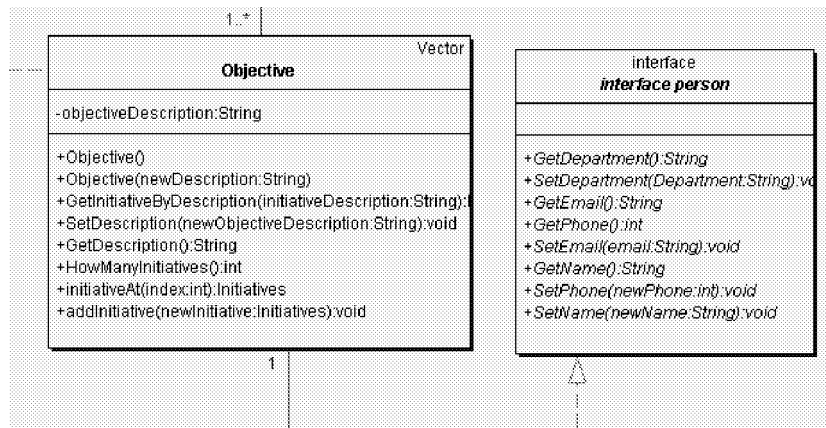 1..*
Vector
Objective
-objectiveDescription:String
+Objective()
+Objective(newDescription:String)
+GetInitiativeByDescription(initiativeDescription:String):
+SetDescription(newObjectiveDescription:String):void
+GetDescription():String
+HowManyInitiatives():int
+initiativeAt(index:int):Initiatives
+addInitiative(newInitiative:Initiatives):void
1
interface
interface person
+GetDepartment():String
+SetDepartment(Department:String):vo
+GetEmail():String
+GetPhone():int
+SetEmail(email:String):void
+GetName():String
+SetPhone(newPhone:int):void
+SetName(newName:String):void